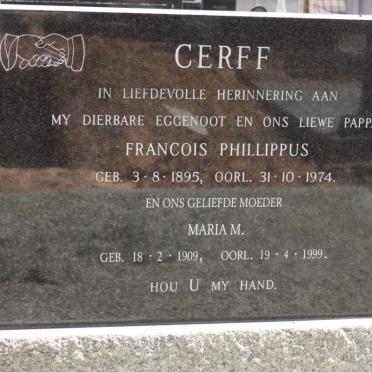 CERFF
IN LIEFDEVOLLE HERINNERING AAN
MY DIERBARE EGGENOOT EN ONS LIEWE PAPPA
FRANCOIS PHILLIPPUS
GEB. 3·8·1895, OORL. 31·10·1974.
EN ONS GELIEFDE MOEDER
MARIA M.
GEB. 18·2·1909, OORL. 19·4·1999.
HOU U MY HAND.